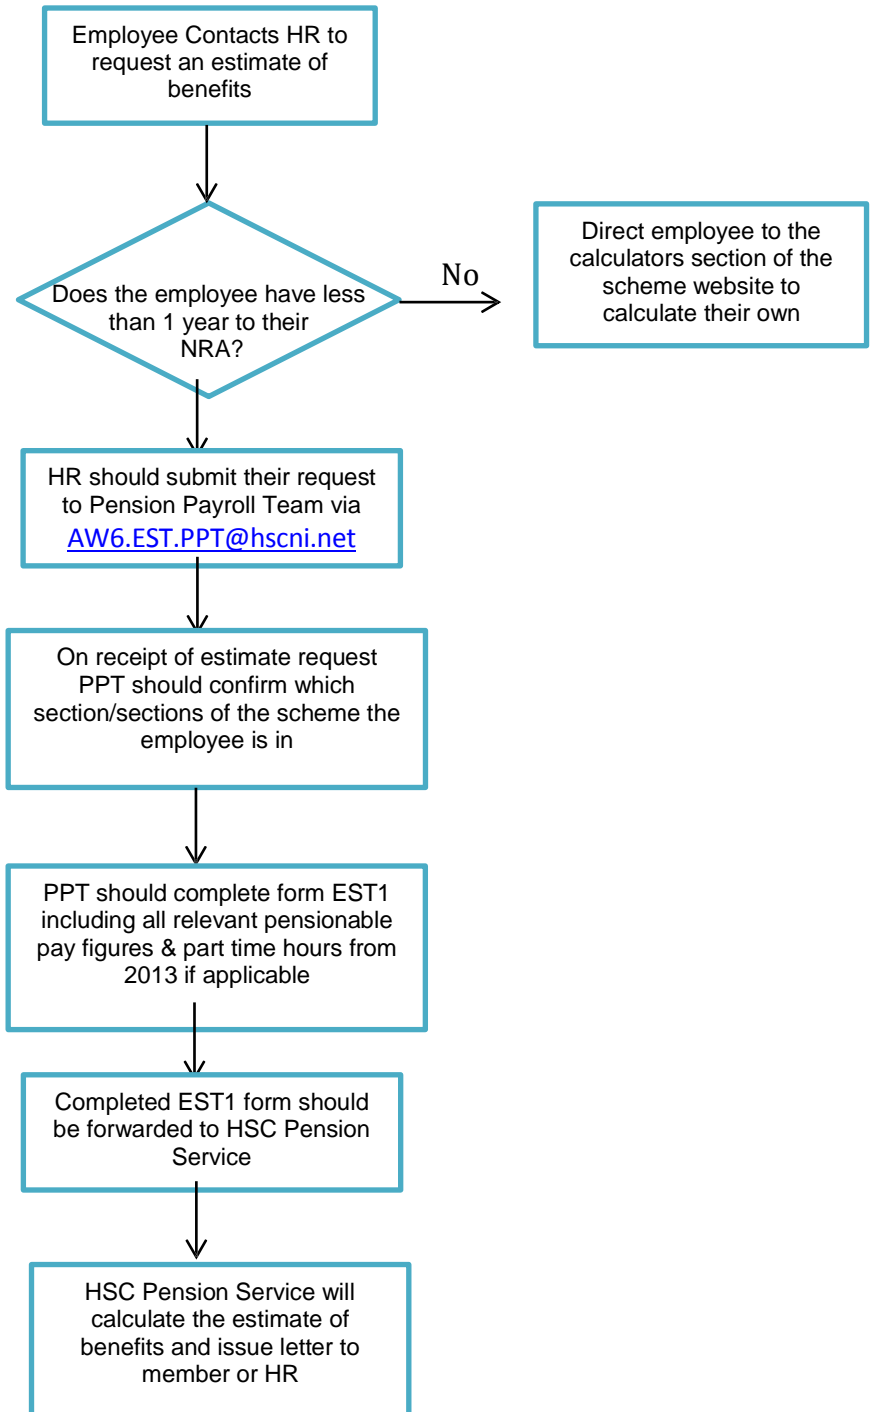 Employee Contacts HR to
request an estimate of
benefits
Does the employee have less
than 1 year to their
NRA?
No
Direct employee to the
calculators section of the
scheme website to
calculate their own
HR should submit their request
to Pension Payroll Team via
AW6.EST.PPT@hscni.net
On receipt of estimate request
PPT should confirm which
section/sections of the scheme the
employee is in
PPT should complete form EST1
including all relevant pensionable
pay figures & part time hours from
2013 if applicable
Completed EST1 form should
be forwarded to HSC Pension
Service
HSC Pension Service will
calculate the estimate of
benefits and issue letter to
member or HR